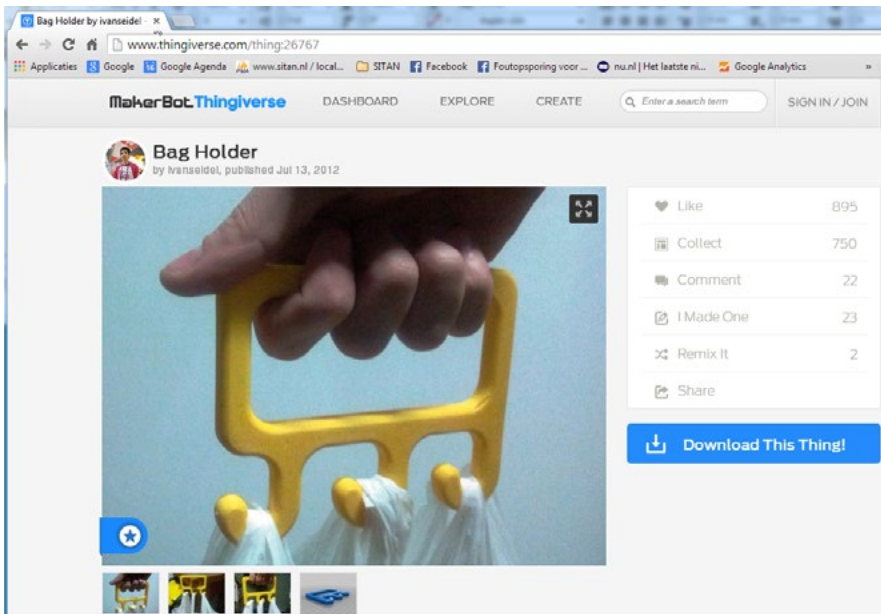 Bag Holder by ivanseidel -
www.thingiverse.com/thing:26767
Applicaties Google Google Agenda www.sitan.nl / local... SITAN Facebook Foutopsporing voor ... nu.nl | Het laatste ni... Google Analytics »
MakerBot Thingiverse DASHBOARD EXPLORE CREATE Enter a search term SIGN IN / JOIN
Bag Holder
by ivanseidel, published Jul 13, 2012
Like 895
Collect 750
Comment 22
I Made One 23
Remix It 2
Share
Download This Thing!